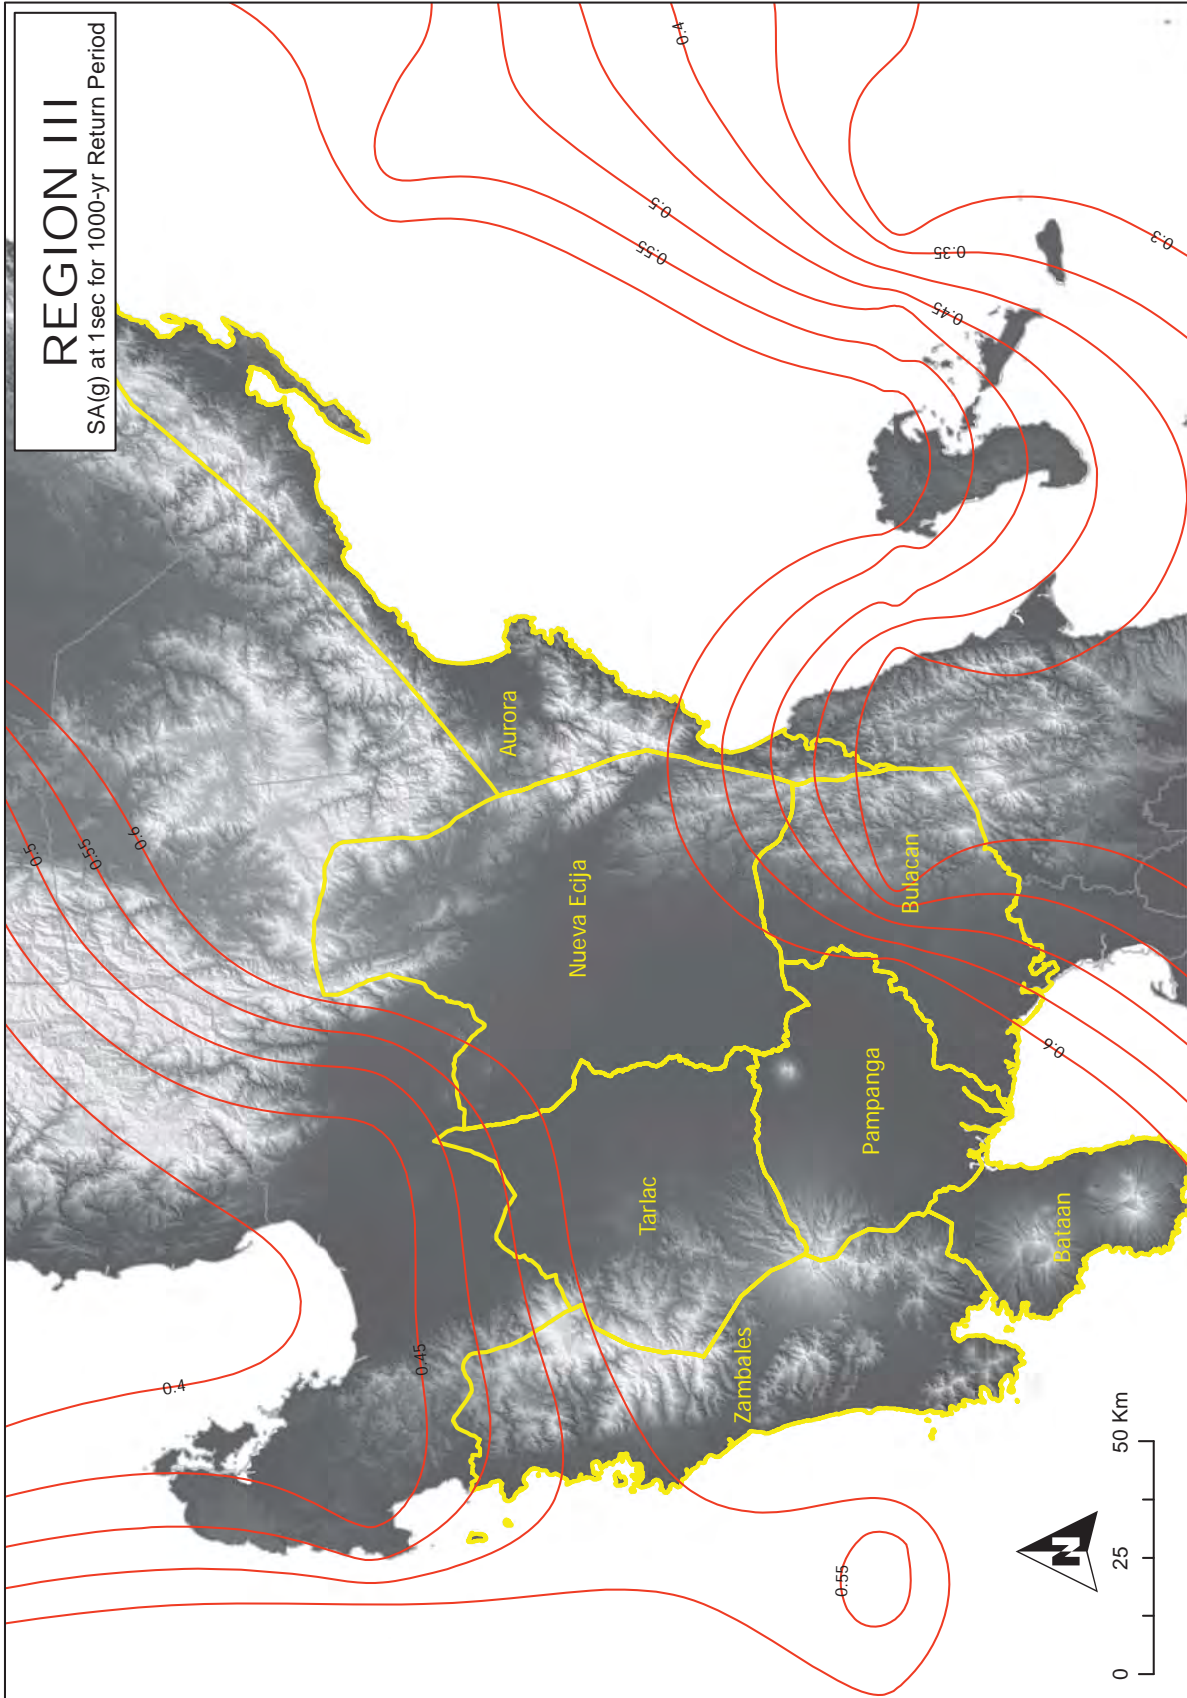 REGION III
SA(g) at 1sec for 1000-yr Return Period
0.4
0.5
0.55
0.35
0.3
0.45
0.5
0.55
0.6
Aurora
Nueva Ecija
Bulacan
Pampanga
Tarlac
Bataan
Zambales
0.6
0.45
0.4
0.55
N
0 25 50 Km